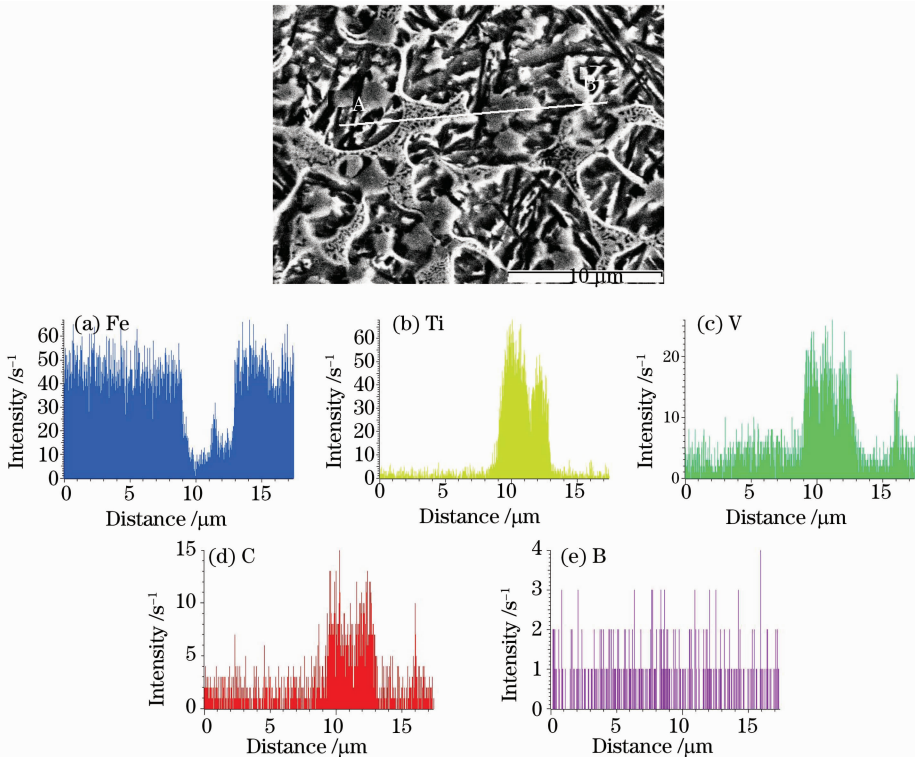 A
B
10 μm
(a) Fe
60
50
40
30
20
10
0
Intensity /s⁻¹
0 5 10 15
Distance /μm
(b) Ti
60
50
40
30
20
10
0
Intensity /s⁻¹
0 5 10 15
Distance /μm
(c) V
20
10
0
Intensity /s⁻¹
0 5 10 15
Distance /μm
(d) C
15
10
5
0
Intensity /s⁻¹
0 5 10 15
Distance /μm
(e) B
4
3
2
1
0
Intensity /s⁻¹
0 5 10 15
Distance /μm